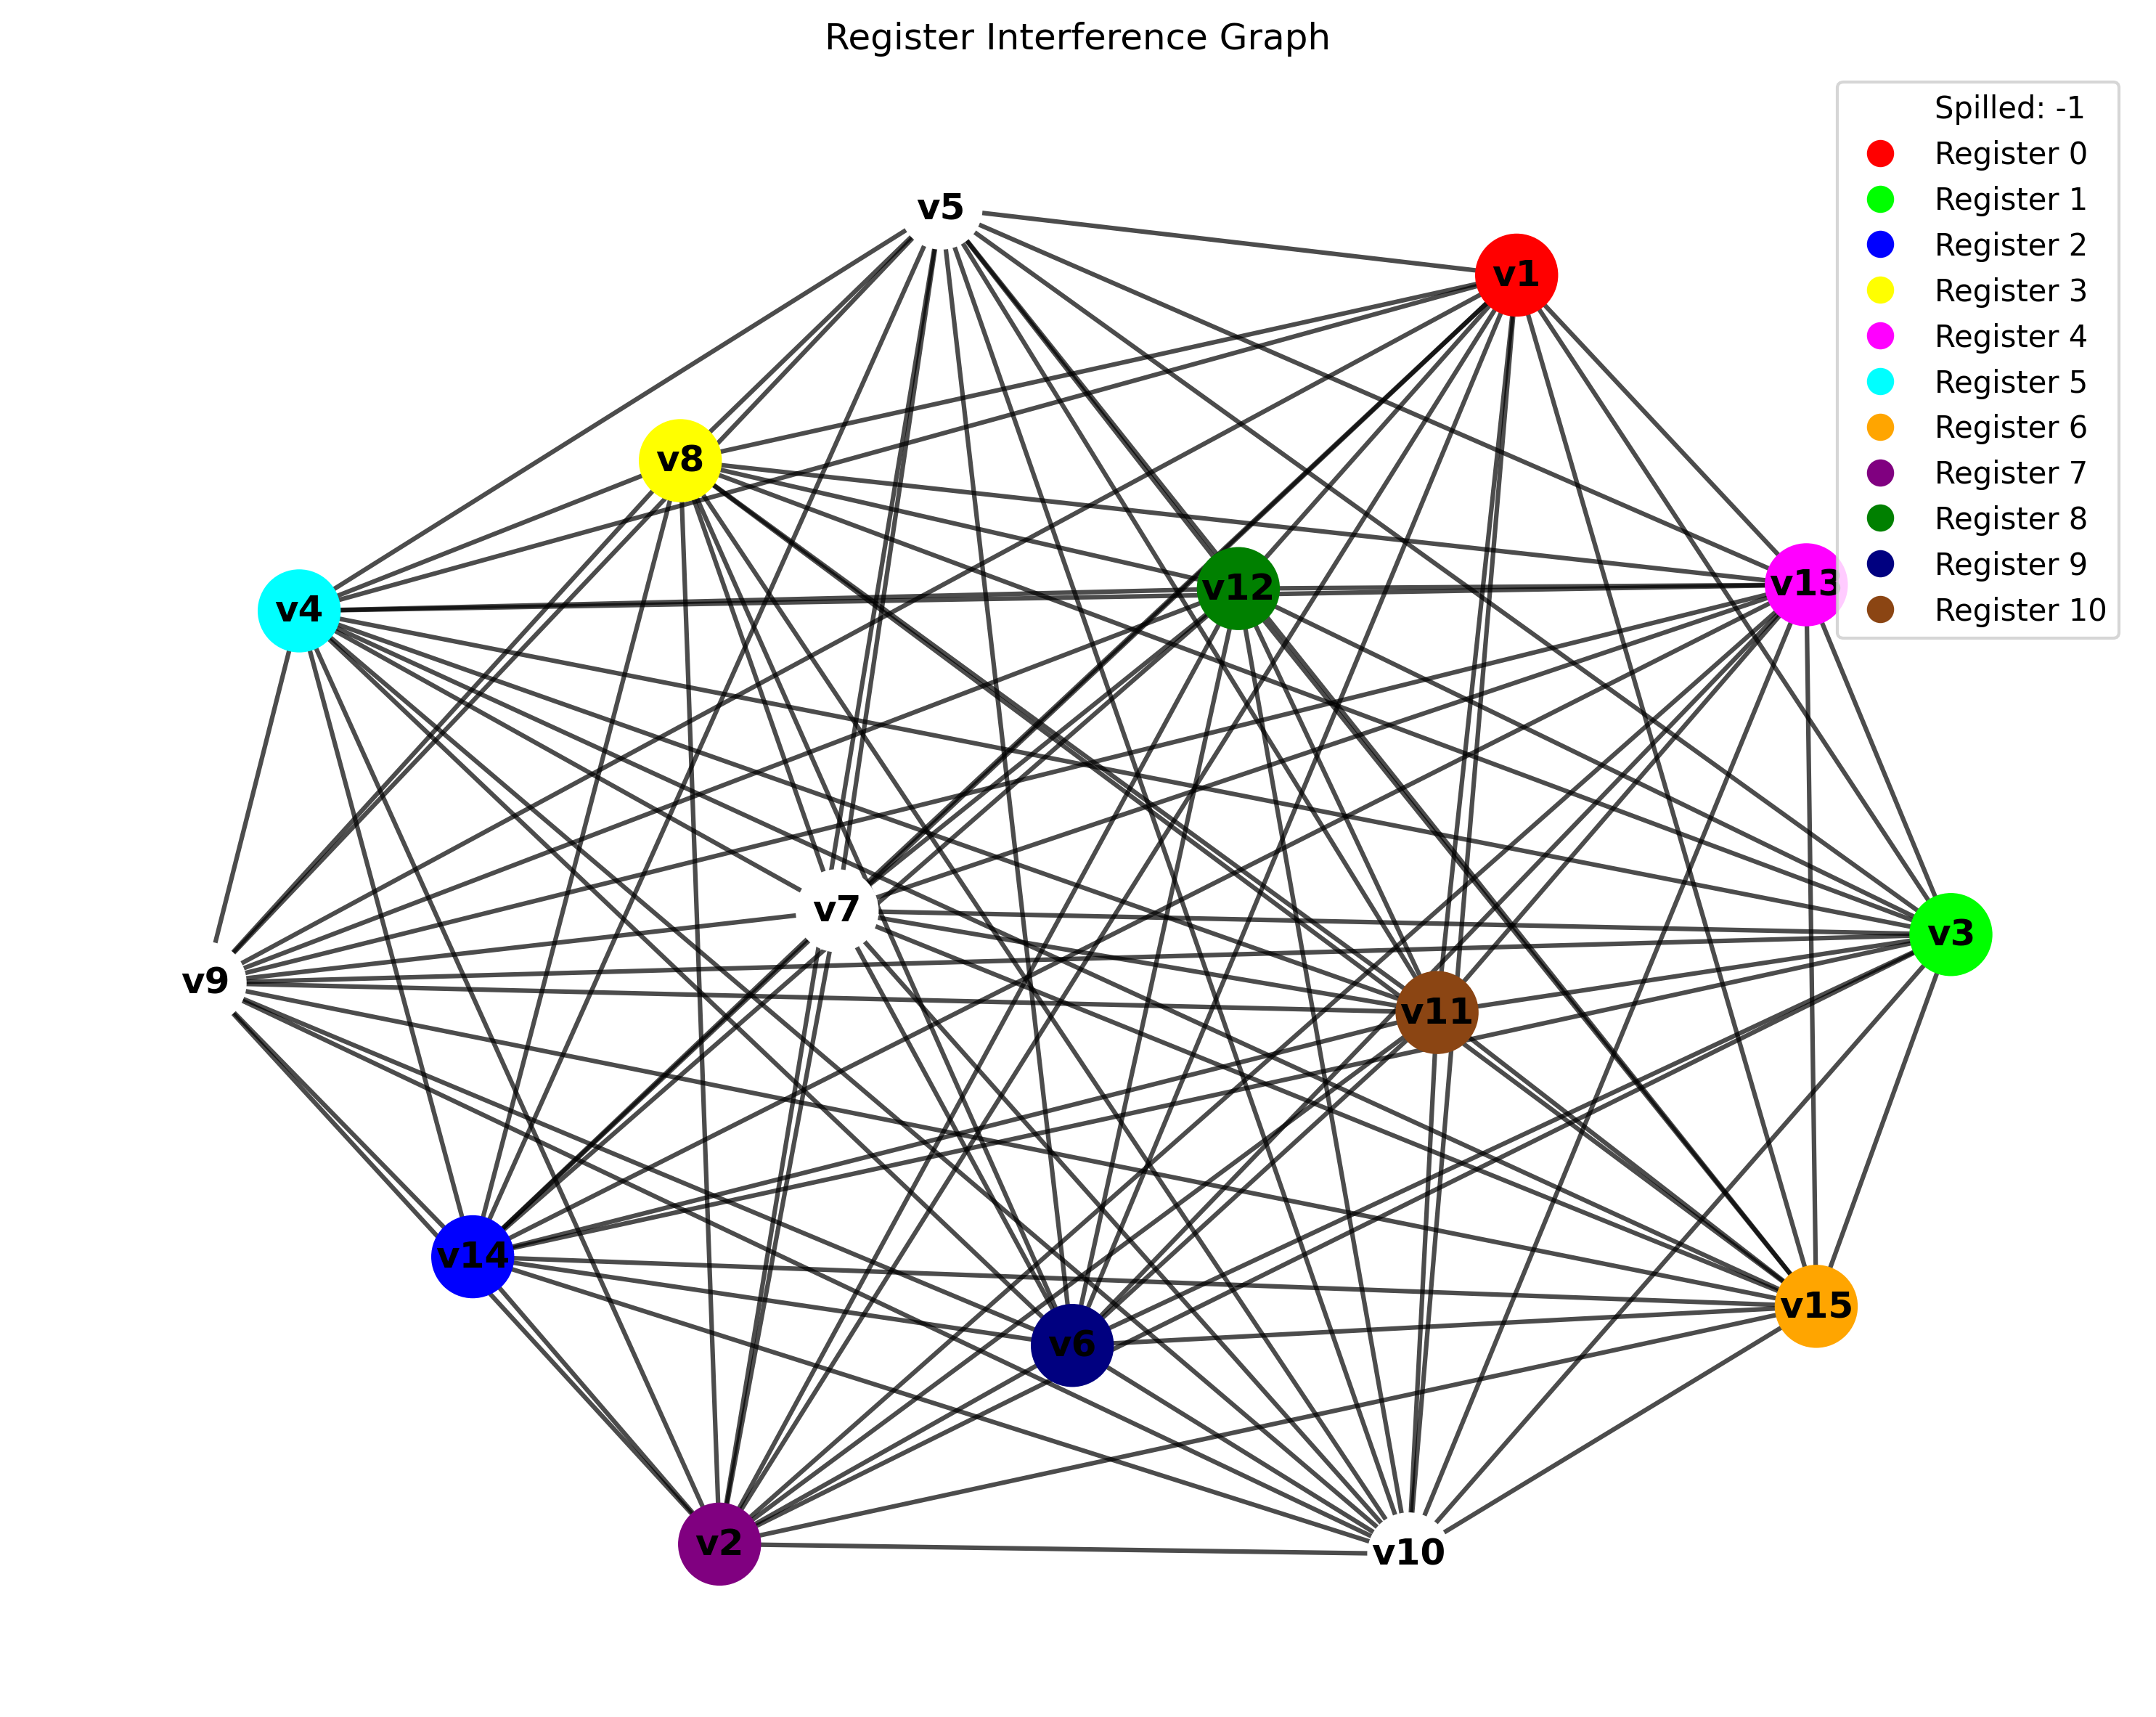 Register Interference Graph
Spilled: -1
Register 0
Register 1
Register 2
Register 3
Register 4
Register 5
Register 6
Register 7
Register 8
Register 9
Register 10
v5
v1
v8
v12
v13
v4
v7
v3
v9
v11
v14
v15
v6
v2
v10